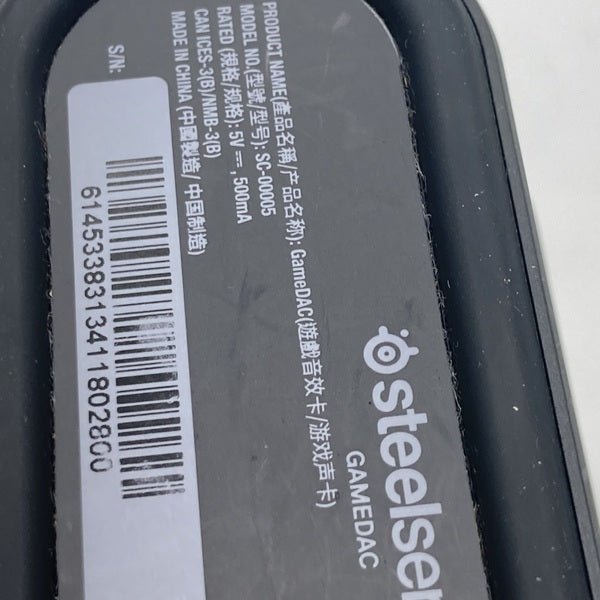 steelser
GAMEDAC
PRODUCT NAME(產品名稱/产品名称): GameDAC(遊戲音效卡/游戏声卡)
MODEL NO.(型號/型号): SC-00005
RATED (規格/规格): 5V ⎓, 500mA
CAN ICES-3(B)/NMB-3(B)
MADE IN CHINA (中國製造/ 中国制造)
S/N:
6145338313411802800